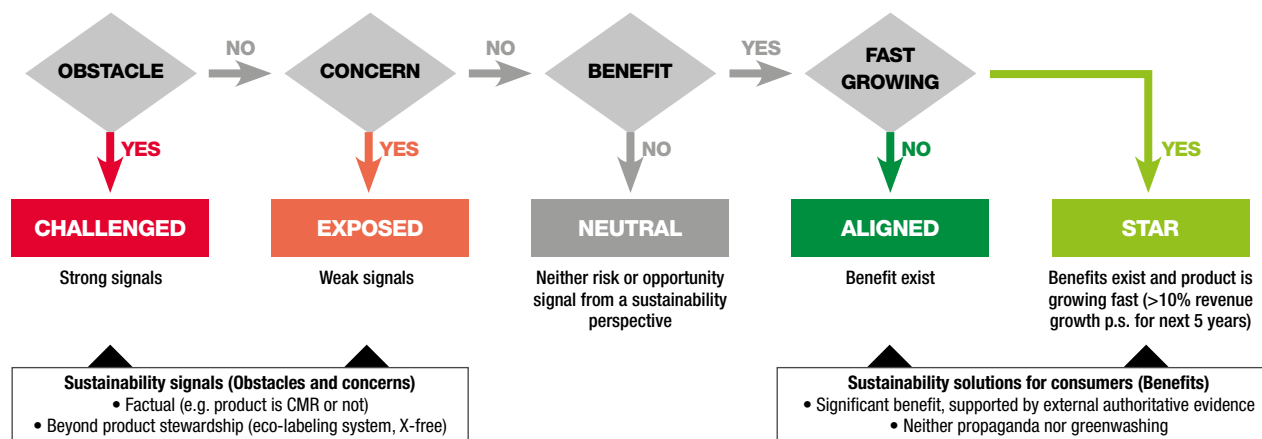 OBSTACLE
NO
CONCERN
NO
BENEFIT
YES
FAST
GROWING
YES
YES
NO
NO
YES
CHALLENGED
EXPOSED
NEUTRAL
ALIGNED
STAR
Strong signals
Weak signals
Neither risk or opportunity
signal from a sustainability
perspective
Benefit exist
Benefits exist and product is
growing fast (>10% revenue
growth p.s. for next 5 years)
Sustainability signals (Obstacles and concerns)
• Factual (e.g. product is CMR or not)
• Beyond product stewardship (eco-labeling system, X-free)
Sustainability solutions for consumers (Benefits)
• Significant benefit, supported by external authoritative evidence
• Neither propaganda nor greenwashing